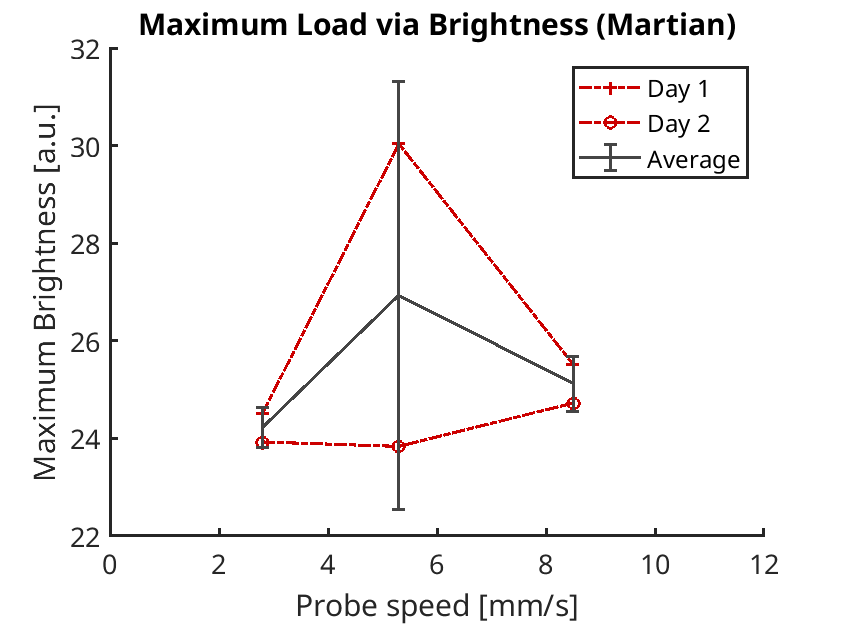 Maximum Load via Brightness (Martian)
32
30
28
26
24
22
Maximum Brightness [a.u.]
Day 1
Day 2
Average
0 2 4 6 8 10 12
Probe speed [mm/s]